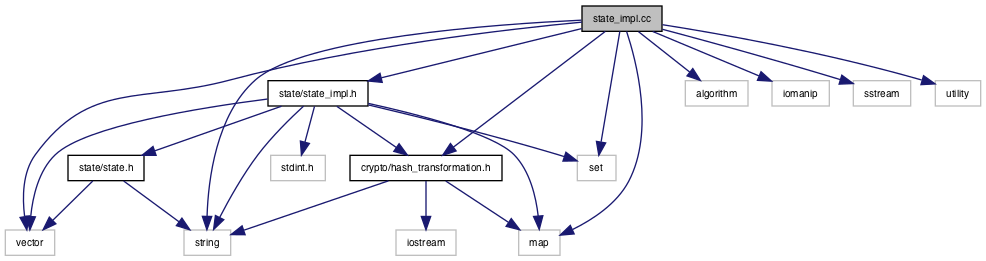 state_impl.cc
state/state_impl.h
algorithm
iomanip
sstream
utility
state/state.h
stdint.h
crypto/hash_transformation.h
set
vector
string
iostream
map